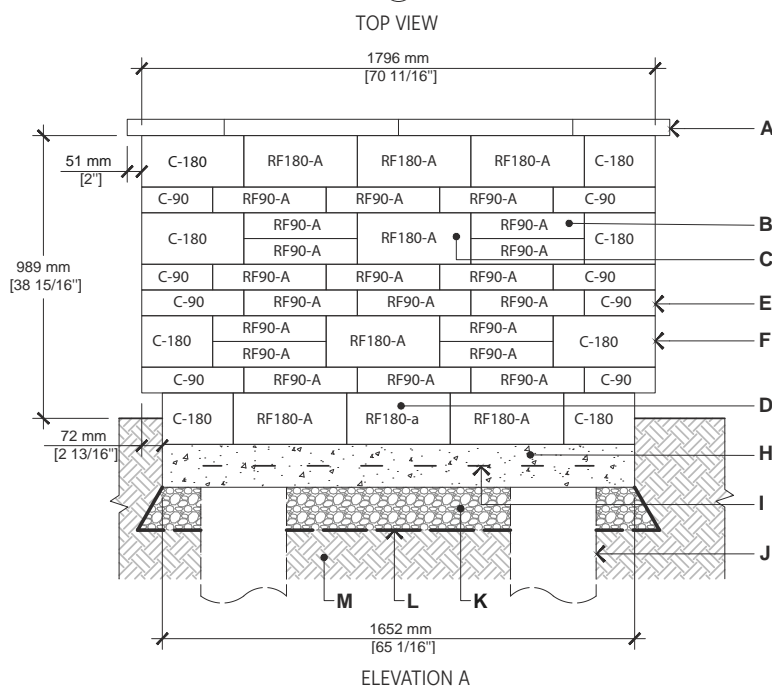 TOP VIEW
1796 mm
[70 11/16"]
A
51 mm
[2"]
C-180 RF180-A RF180-A RF180-A C-180
C-90 RF90-A RF90-A RF90-A C-90
C-180 RF90-A RF180-A RF90-A C-180
RF90-A RF90-A
B
C
989 mm
[38 15/16"]
C-90 RF90-A RF90-A RF90-A C-90
C-90 RF90-A RF90-A RF90-A C-90
E
C-180 RF90-A RF180-A RF90-A C-180
RF90-A RF90-A
F
C-90 RF90-A RF90-A RF90-A C-90
C-180 RF180-A RF180-a RF180-A C-180
D
72 mm
[2 13/16"]
H
I
J
M L K
1652 mm
[65 1/16"]
ELEVATION A